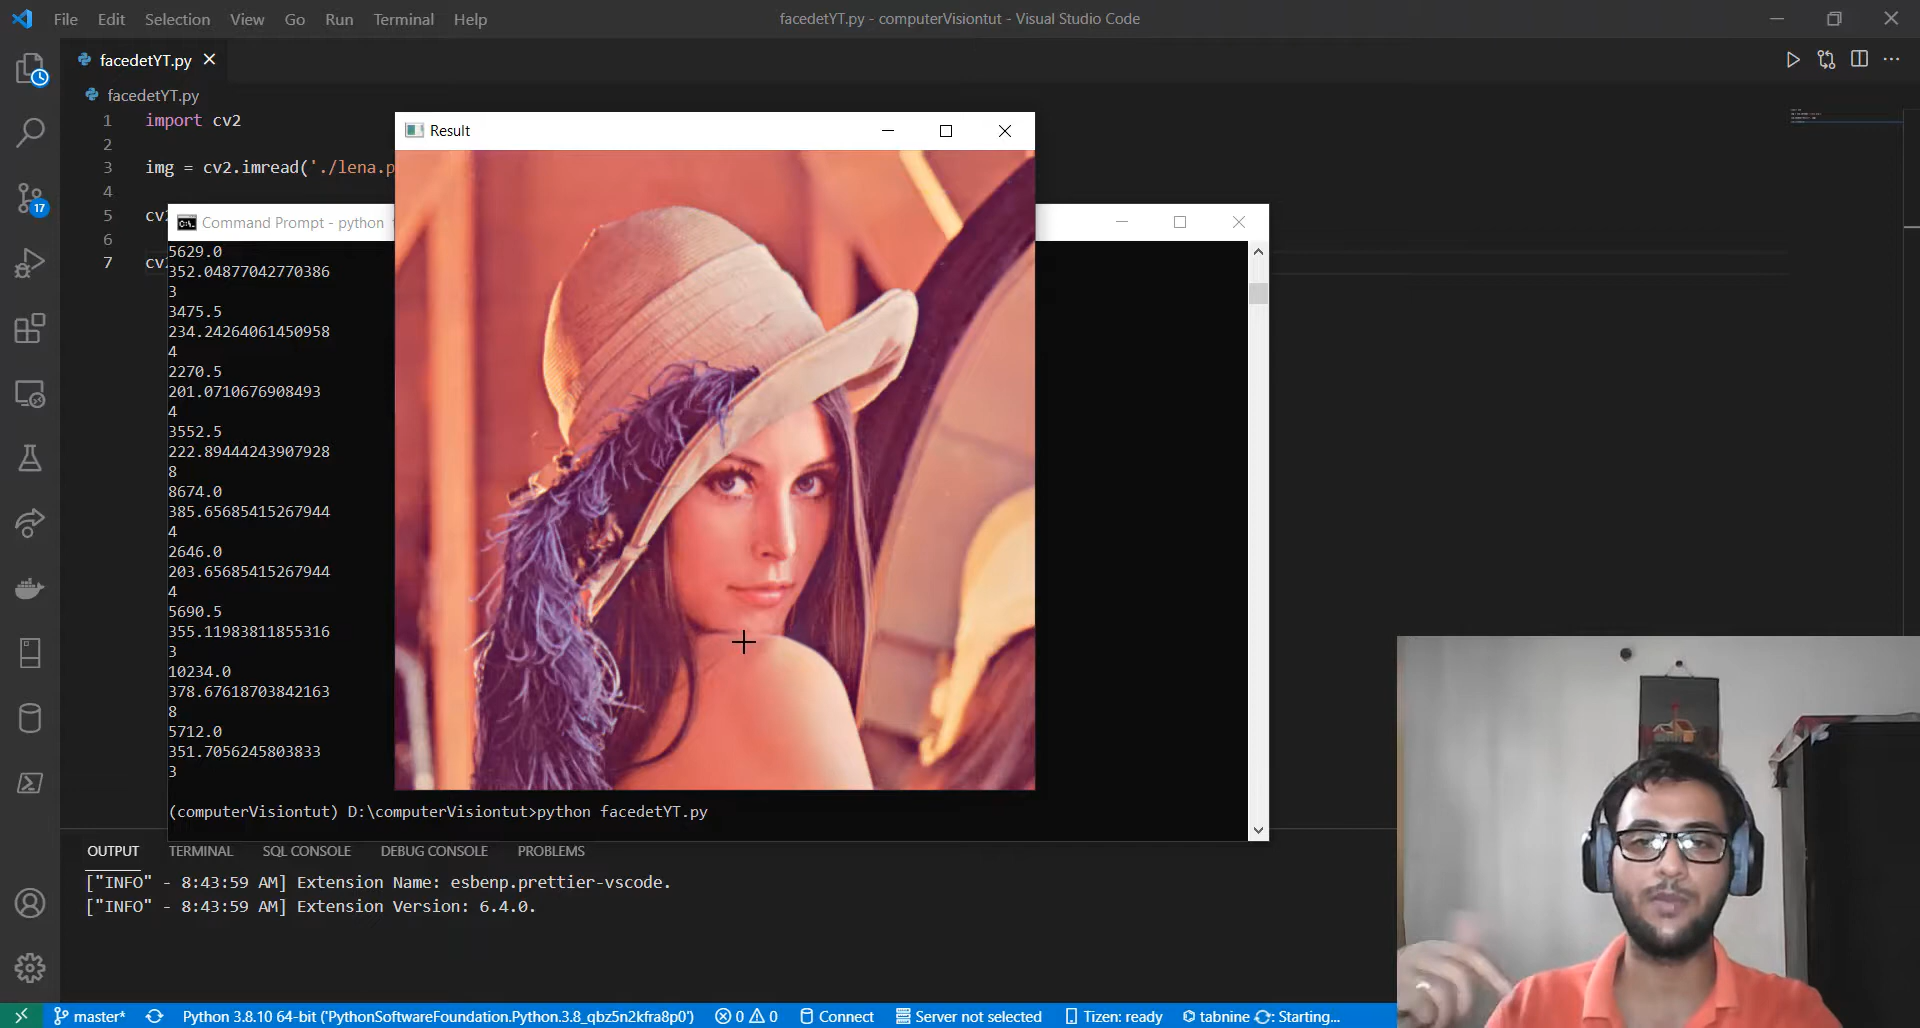 File Edit Selection View Go Run Terminal Help
facedetYT.py - computerVisiontut - Visual Studio Code
facedetYT.py
facedetYT.py
1 import cv2
2
3 img = cv2.imread('./lena.p
4
5 cv
6
7 cv
17
Result
Command Prompt - python
5629.0
352.04877042770386
3
3475.5
234.24264061450958
4
2270.5
201.0710676908493
4
3552.5
222.89444243907928
8
8674.0
385.65685415267944
4
2646.0
203.65685415267944
4
5690.5
355.11983811855316
3
10234.0
378.67618703842163
8
5712.0
351.7056245803833
3
(computerVisiontut) D:\computerVisiontut>python facedetYT.py
OUTPUT TERMINAL SQL CONSOLE DEBUG CONSOLE PROBLEMS
["INFO" - 8:43:59 AM] Extension Name: esbenp.prettier-vscode.
["INFO" - 8:43:59 AM] Extension Version: 6.4.0.
master* Python 3.8.10 64-bit ('PythonSoftwareFoundation.Python.3.8_qbz5n2kfra8p0') 0 0 Connect Server not selected Tizen: ready tabnine : Starting...